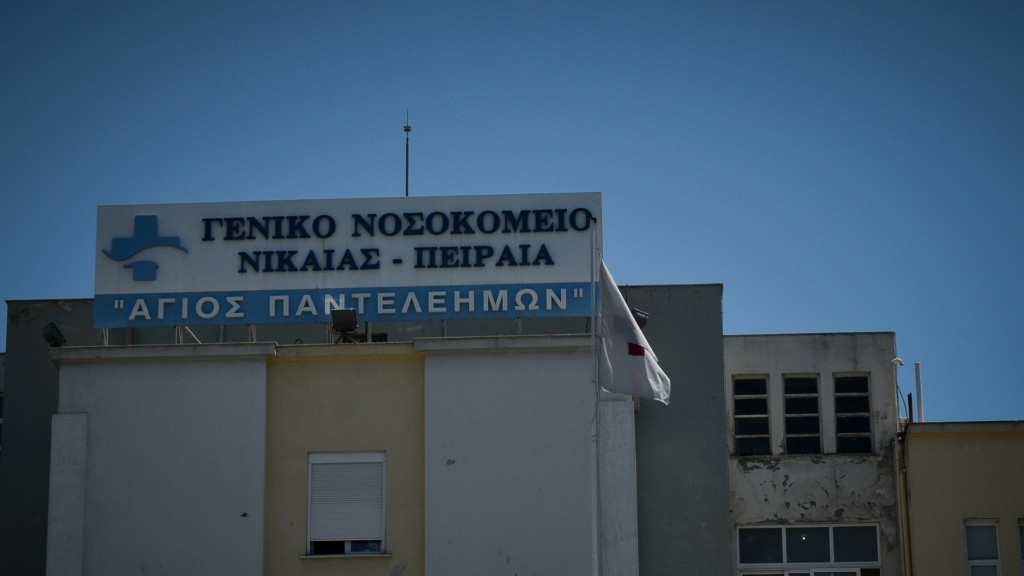 ΓΕΝΙΚΟ ΝΟΣΟΚΟΜΕΙΟ
ΝΙΚΑΙΑΣ - ΠΕΙΡΑΙΑ
"ΑΓΙΟΣ ΠΑΝΤΕΛΕΗΜΩΝ"